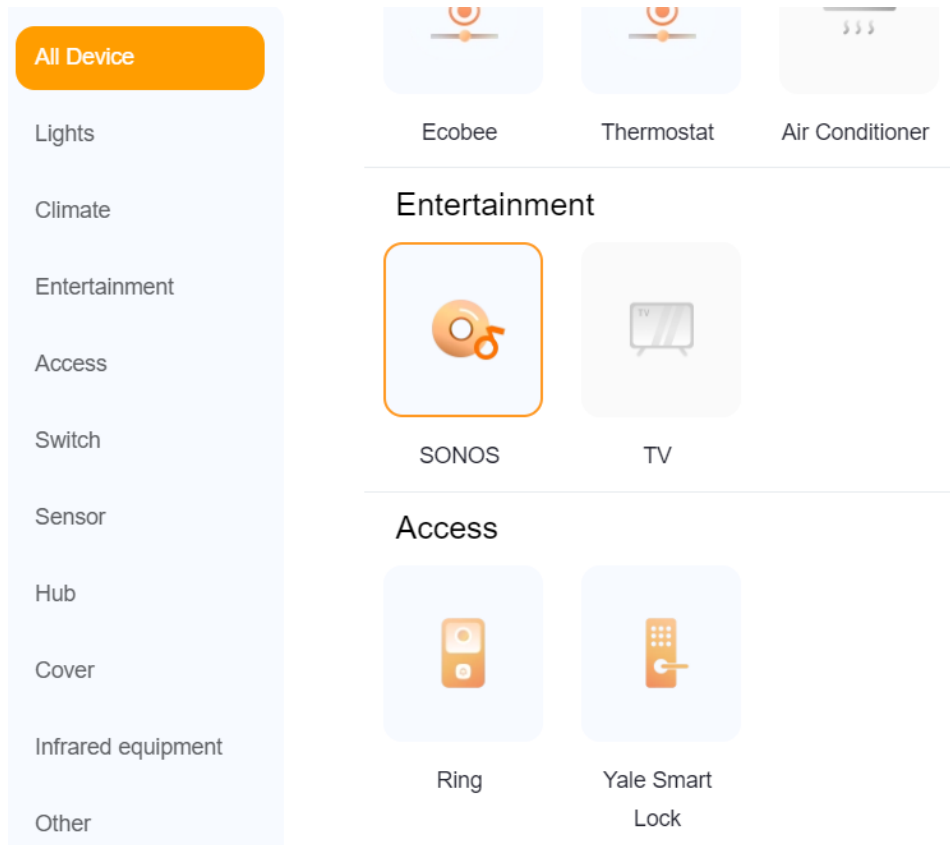 All Device
Lights
Climate
Entertainment
Access
Switch
Sensor
Hub
Cover
Infrared equipment
Other
Ecobee
Thermostat
Air Conditioner
Entertainment
TV
SONOS
TV
Access
Ring
Yale Smart
Lock